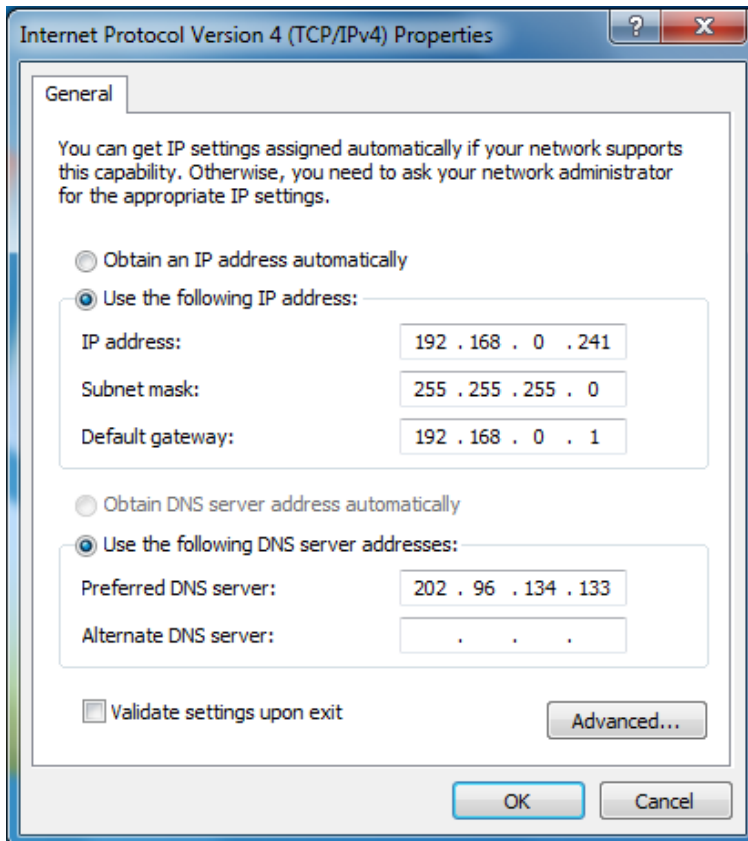 Internet Protocol Version 4 (TCP/IPv4) Properties
?
X
General
You can get IP settings assigned automatically if your network supports
this capability. Otherwise, you need to ask your network administrator
for the appropriate IP settings.
Obtain an IP address automatically
Use the following IP address:
IP address: 192 . 168 . 0 . 241
Subnet mask: 255 . 255 . 255 . 0
Default gateway: 192 . 168 . 0 . 1
Obtain DNS server address automatically
Use the following DNS server addresses:
Preferred DNS server: 202 . 96 . 134 . 133
Alternate DNS server: . . .
Validate settings upon exit
Advanced...
OK Cancel